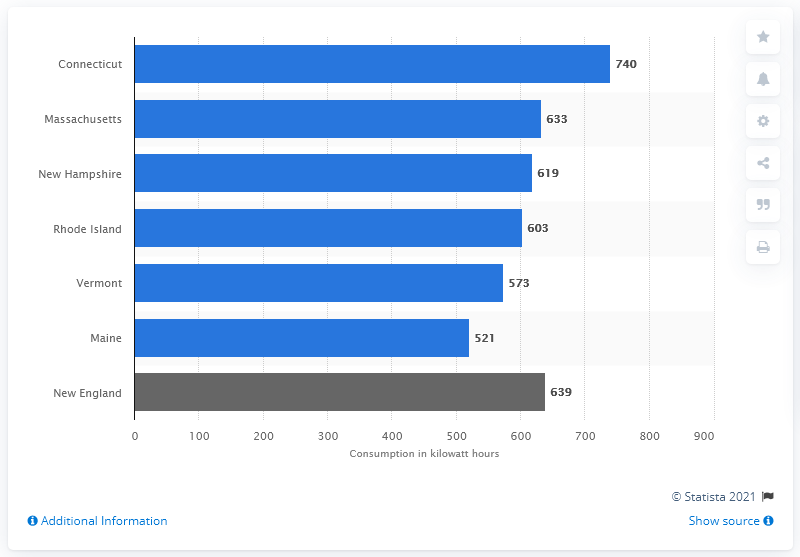 Connecticut 740
Massachusetts 633
New Hampshire 619
Rhode Island 603
Vermont 573
Maine 521
New England 639
0 100 200 300 400 500 600 700 800 900
Consumption in kilowatt hours
© Statista 2021
Additional Information Show source